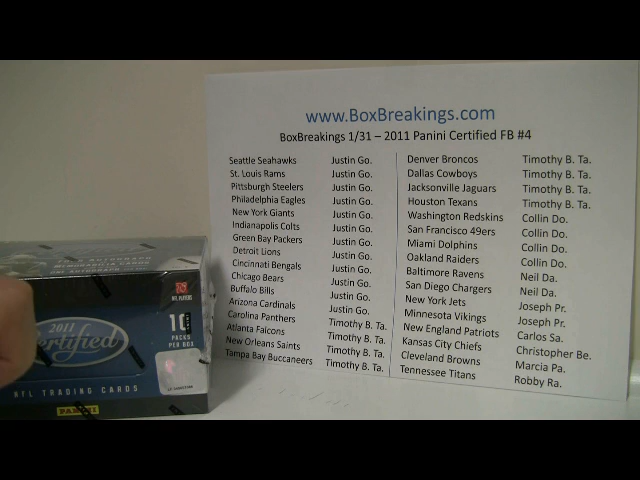 www.BoxBreakings.com
BoxBreakings 1/31 – 2011 Panini Certified FB #4
Seattle Seahawks Justin Go.
St. Louis Rams Justin Go.
Pittsburgh Steelers Justin Go.
Philadelphia Eagles Justin Go.
New York Giants Justin Go.
Indianapolis Colts Justin Go.
Green Bay Packers Justin Go.
Detroit Lions Justin Go.
Cincinnati Bengals Justin Go.
Chicago Bears Justin Go.
Buffalo Bills Justin Go.
Arizona Cardinals Justin Go.
Carolina Panthers Timothy B. Ta.
Atlanta Falcons Timothy B. Ta.
New Orleans Saints Timothy B. Ta.
Tampa Bay Buccaneers Timothy B. Ta.
Denver Broncos Timothy B. Ta.
Dallas Cowboys Timothy B. Ta.
Jacksonville Jaguars Timothy B. Ta.
Houston Texans Timothy B. Ta.
Washington Redskins Collin Do.
San Francisco 49ers Collin Do.
Miami Dolphins Collin Do.
Oakland Raiders Collin Do.
Baltimore Ravens Neil Da.
San Diego Chargers Neil Da.
New York Jets Joseph Pr.
Minnesota Vikings Joseph Pr.
New England Patriots Carlos Sa.
Kansas City Chiefs Christopher Be.
Cleveland Browns Marcia Pa.
Tennessee Titans Robby Ra.
MEMORABILIA CARDS
NFL PLAYERS
2011
Certified
10
PACKS
PER BOX
NFL TRADING CARDS
PANINI